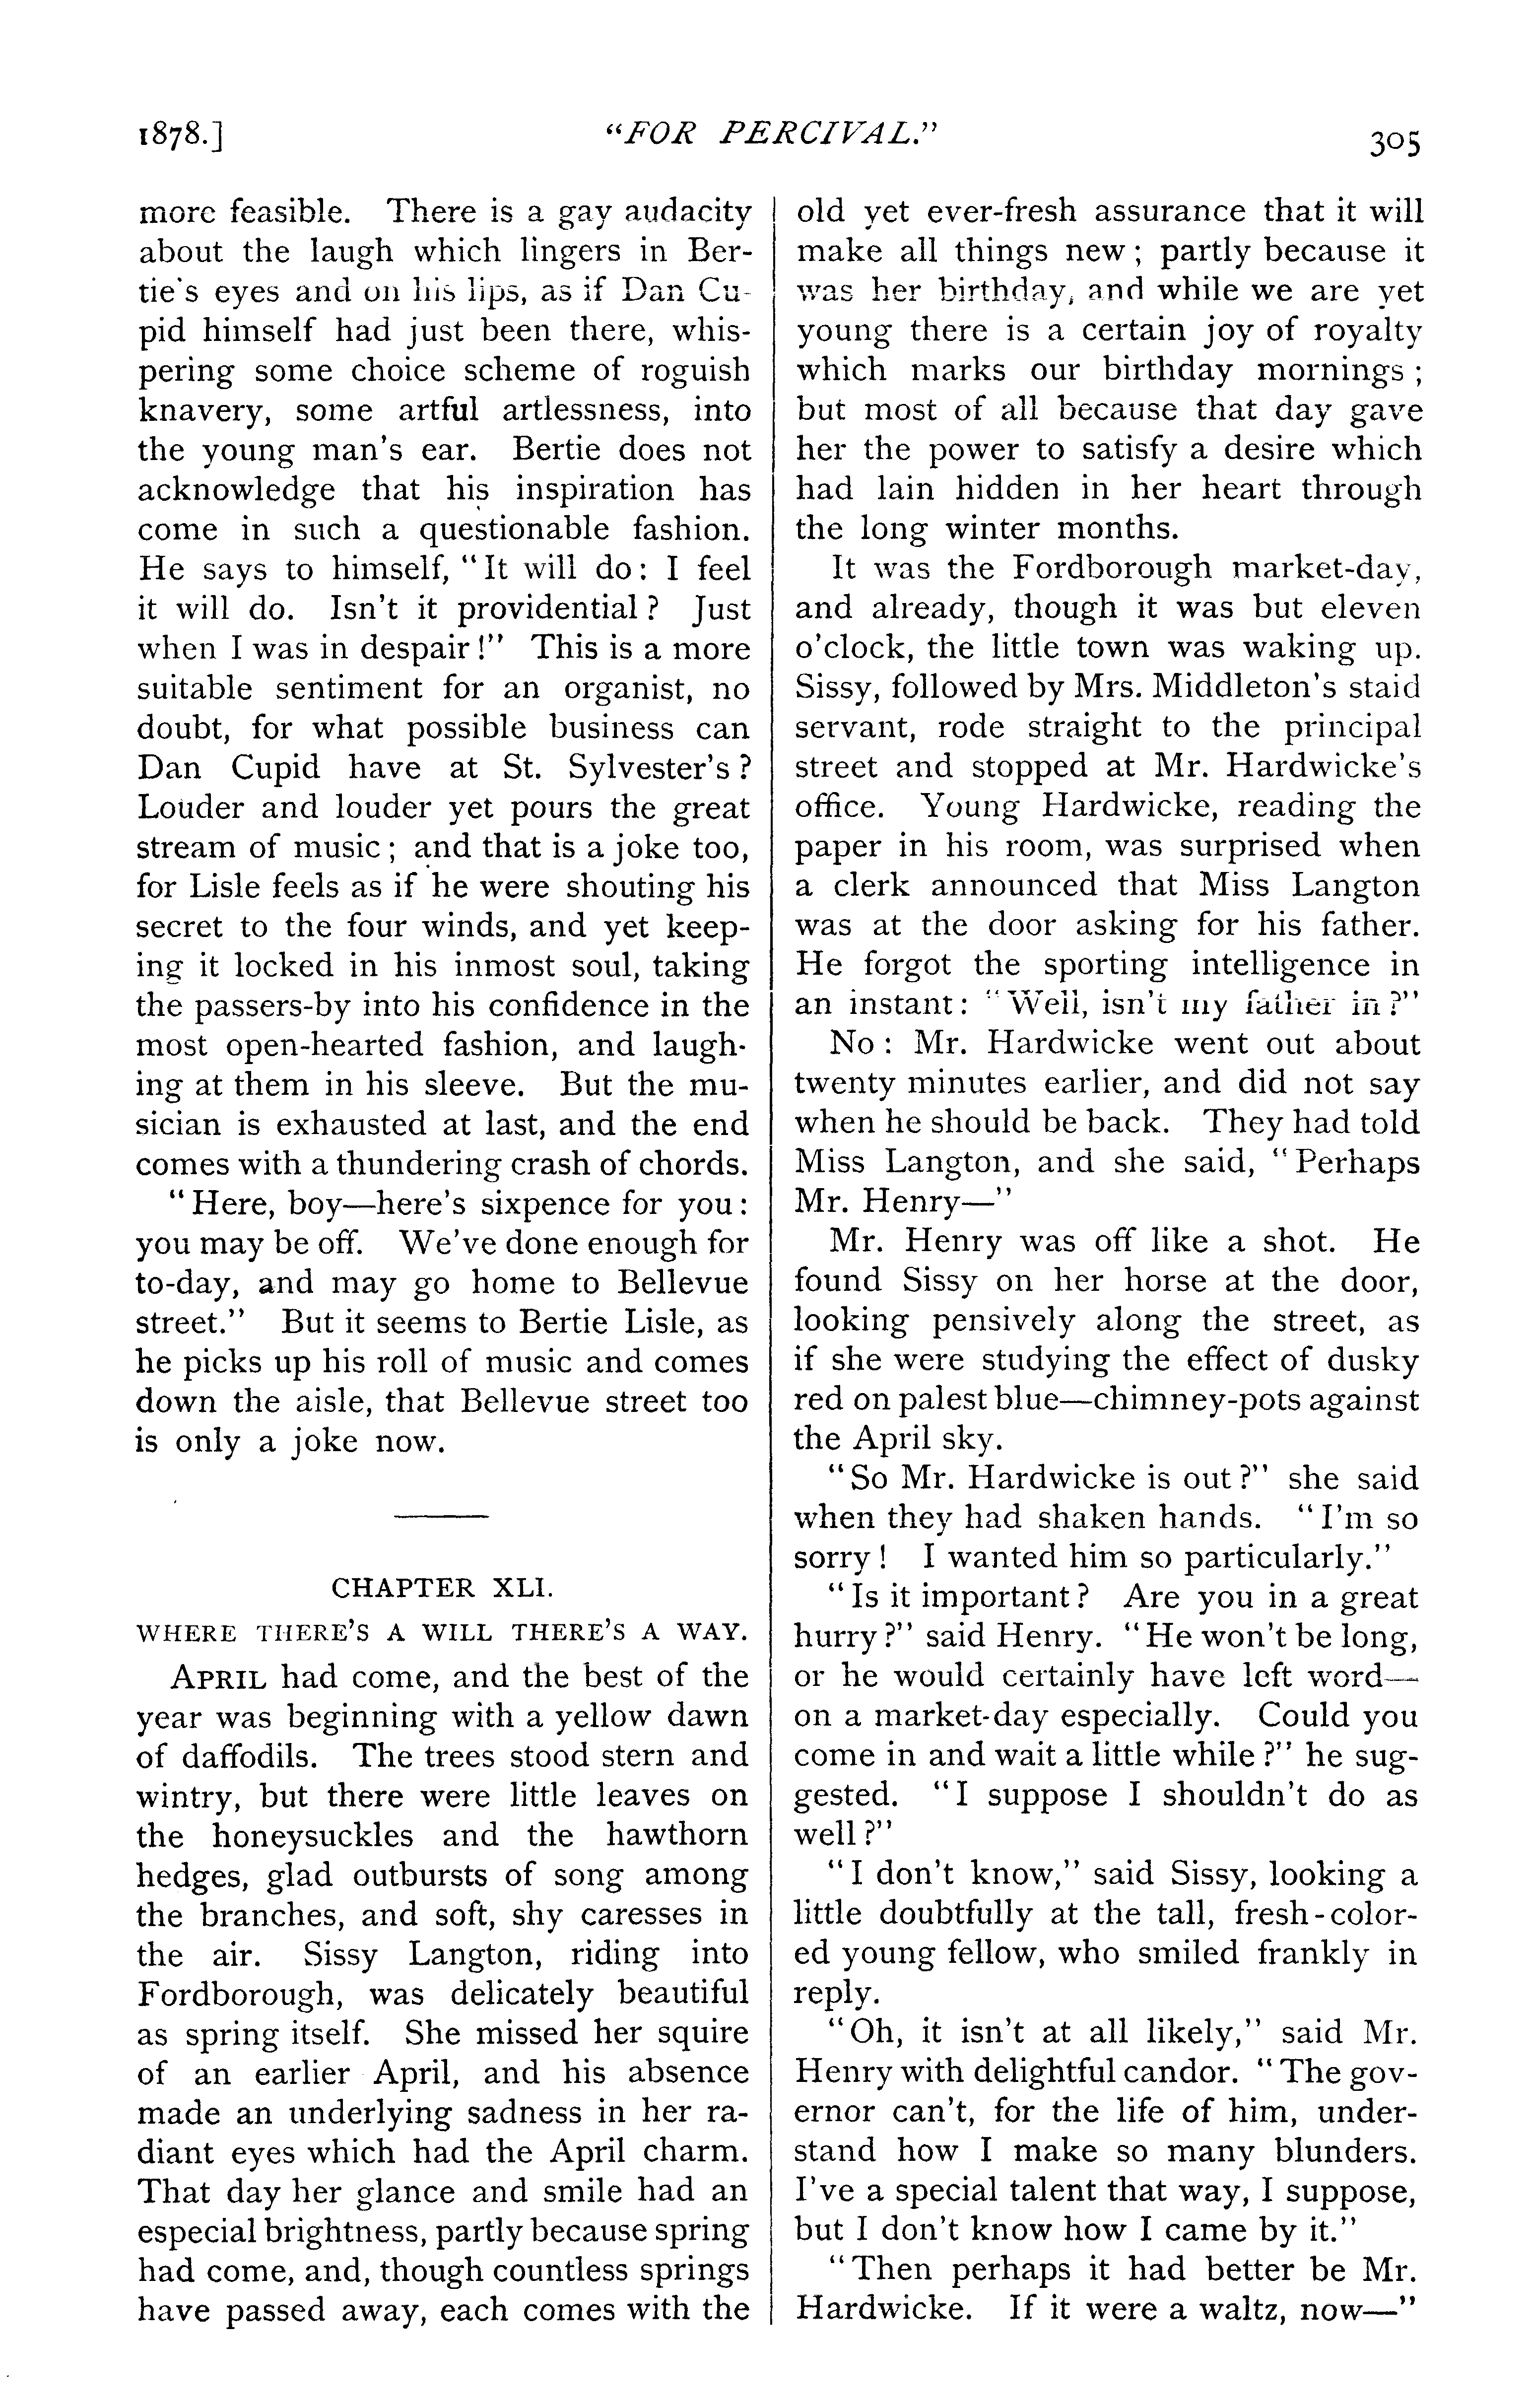 1878.]
"FOR PERCIVAL."
305
more feasible. There is a gay audacity
about the laugh which lingers in Ber-
tie's eyes and on his lips, as if Dan Cu-
pid himself had just been there, whis-
pering some choice scheme of roguish
knavery, some artful artlessness, into
the young man's ear. Bertie does not
acknowledge that his inspiration has
come in such a questionable fashion.
He says to himself, "It will do: I feel
it will do. Isn't it providential? Just
when I was in despair!" This is a more
suitable sentiment for an organist, no
doubt, for what possible business can
Dan Cupid have at St. Sylvester's?
Louder and louder yet pours the great
stream of music; and that is a joke too,
for Lisle feels as if he were shouting his
secret to the four winds, and yet keep-
ing it locked in his inmost soul, taking
the passers-by into his confidence in the
most open-hearted fashion, and laugh-
ing at them in his sleeve. But the mu-
sician is exhausted at last, and the end
comes with a thundering crash of chords.
"Here, boy—here's sixpence for you:
you may be off. We've done enough for
to-day, and may go home to Bellevue
street." But it seems to Bertie Lisle, as
he picks up his roll of music and comes
down the aisle, that Bellevue street too
is only a joke now.
CHAPTER XLI.
WHERE THERE'S A WILL THERE'S A WAY.
APRIL had come, and the best of the
year was beginning with a yellow dawn
of daffodils. The trees stood stern and
wintry, but there were little leaves on
the honeysuckles and the hawthorn
hedges, glad outbursts of song among
the branches, and soft, shy caresses in
the air. Sissy Langton, riding into
Fordborough, was delicately beautiful
as spring itself. She missed her squire
of an earlier April, and his absence
made an underlying sadness in her ra-
diant eyes which had the April charm.
That day her glance and smile had an
especial brightness, partly because spring
had come, and, though countless springs
have passed away, each comes with the
old yet ever-fresh assurance that it will
make all things new; partly because it
was her birthday, and while we are yet
young there is a certain joy of royalty
which marks our birthday mornings;
but most of all because that day gave
her the power to satisfy a desire which
had lain hidden in her heart through
the long winter months.
It was the Fordborough market-day,
and already, though it was but eleven
o'clock, the little town was waking up.
Sissy, followed by Mrs. Middleton's staid
servant, rode straight to the principal
street and stopped at Mr. Hardwicke's
office. Young Hardwicke, reading the
paper in his room, was surprised when
a clerk announced that Miss Langton
was at the door asking for his father.
He forgot the sporting intelligence in
an instant: "Well, isn't my father in?"
No: Mr. Hardwicke went out about
twenty minutes earlier, and did not say
when he should be back. They had told
Miss Langton, and she said, "Perhaps
Mr. Henry—"
Mr. Henry was off like a shot. He
found Sissy on her horse at the door,
looking pensively along the street, as
if she were studying the effect of dusky
red on palest blue—chimney-pots against
the April sky.
"So Mr. Hardwicke is out?" she said
when they had shaken hands. "I'm so
sorry! I wanted him so particularly."
"Is it important? Are you in a great
hurry?" said Henry. "He won't be long,
or he would certainly have left word—
on a market-day especially. Could you
come in and wait a little while?" he sug-
gested. "I suppose I shouldn't do as
well?"
"I don't know," said Sissy, looking a
little doubtfully at the tall, fresh-color-
ed young fellow, who smiled frankly in
reply.
"Oh, it isn't at all likely," said Mr.
Henry with delightful candor. "The gov-
ernor can't, for the life of him, under-
stand how I make so many blunders.
I've a special talent that way, I suppose,
but I don't know how I came by it."
"Then perhaps it had better be Mr.
Hardwicke. If it were a waltz, now—"